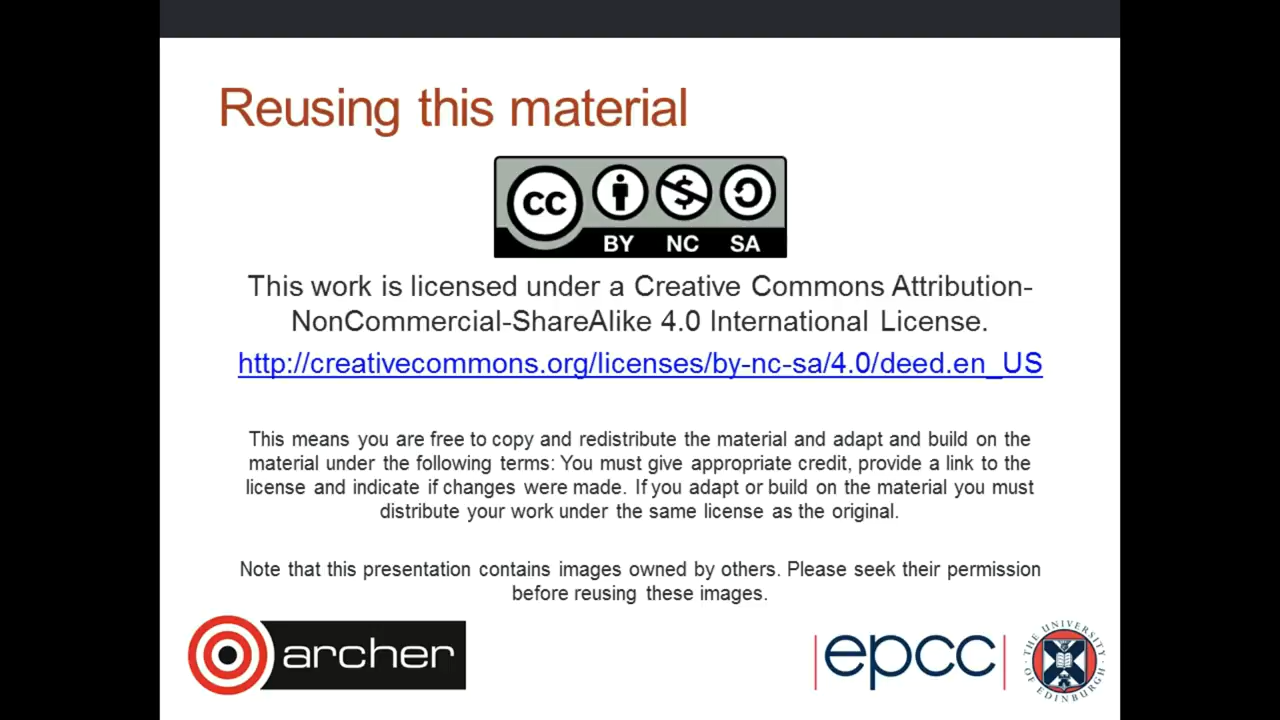 Reusing this material
CC
BY NC SA
This work is licensed under a Creative Commons Attribution-
NonCommercial-ShareAlike 4.0 International License.
http://creativecommons.org/licenses/by-nc-sa/4.0/deed.en_US
This means you are free to copy and redistribute the material and adapt and build on the
material under the following terms: You must give appropriate credit, provide a link to the
license and indicate if changes were made. If you adapt or build on the material you must
distribute your work under the same license as the original.
Note that this presentation contains images owned by others. Please seek their permission
before reusing these images.
archer
epcc
THE UNIVERSITY OF EDINBURGH